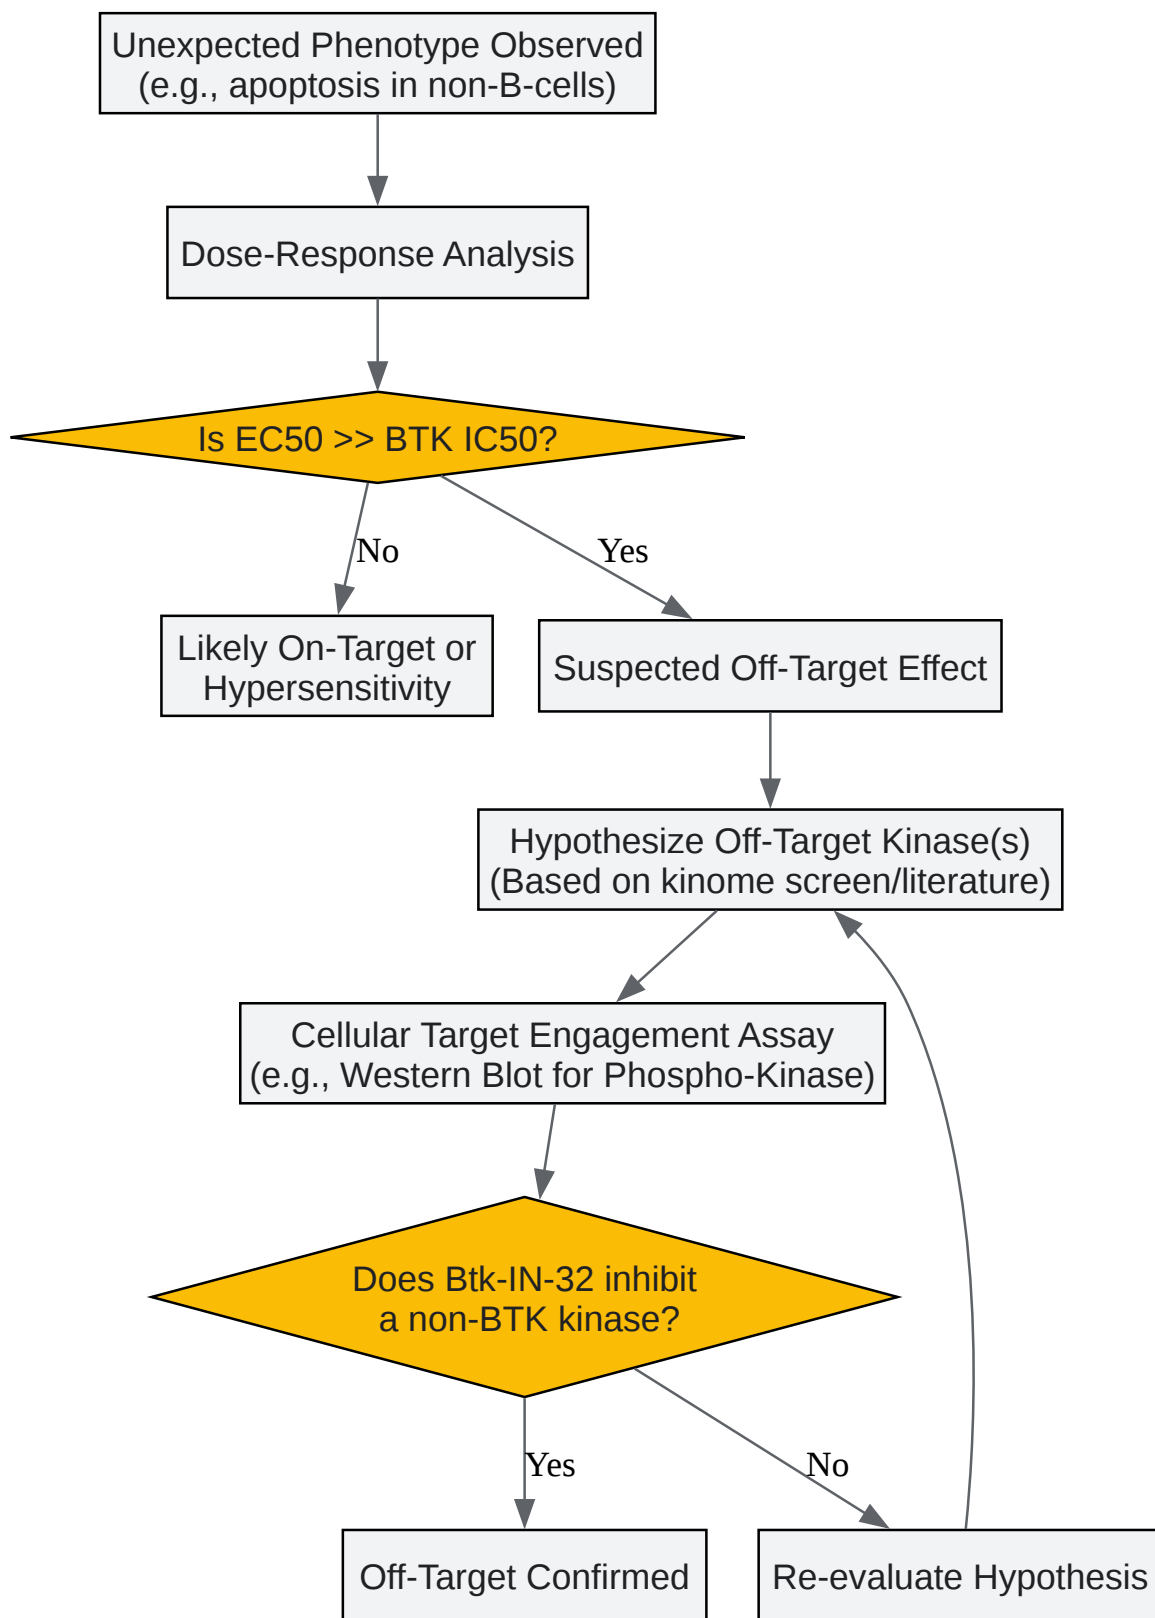 Unexpected Phenotype Observed
(e.g., apoptosis in non-B-cells)
Dose-Response Analysis
Is EC50 >> BTK IC50?
No
Yes
Likely On-Target or
Hypersensitivity
Suspected Off-Target Effect
Hypothesize Off-Target Kinase(s)
(Based on kinome screen/literature)
Cellular Target Engagement Assay
(e.g., Western Blot for Phospho-Kinase)
Does Btk-IN-32 inhibit
a non-BTK kinase?
Yes
No
Off-Target Confirmed
Re-evaluate Hypothesis